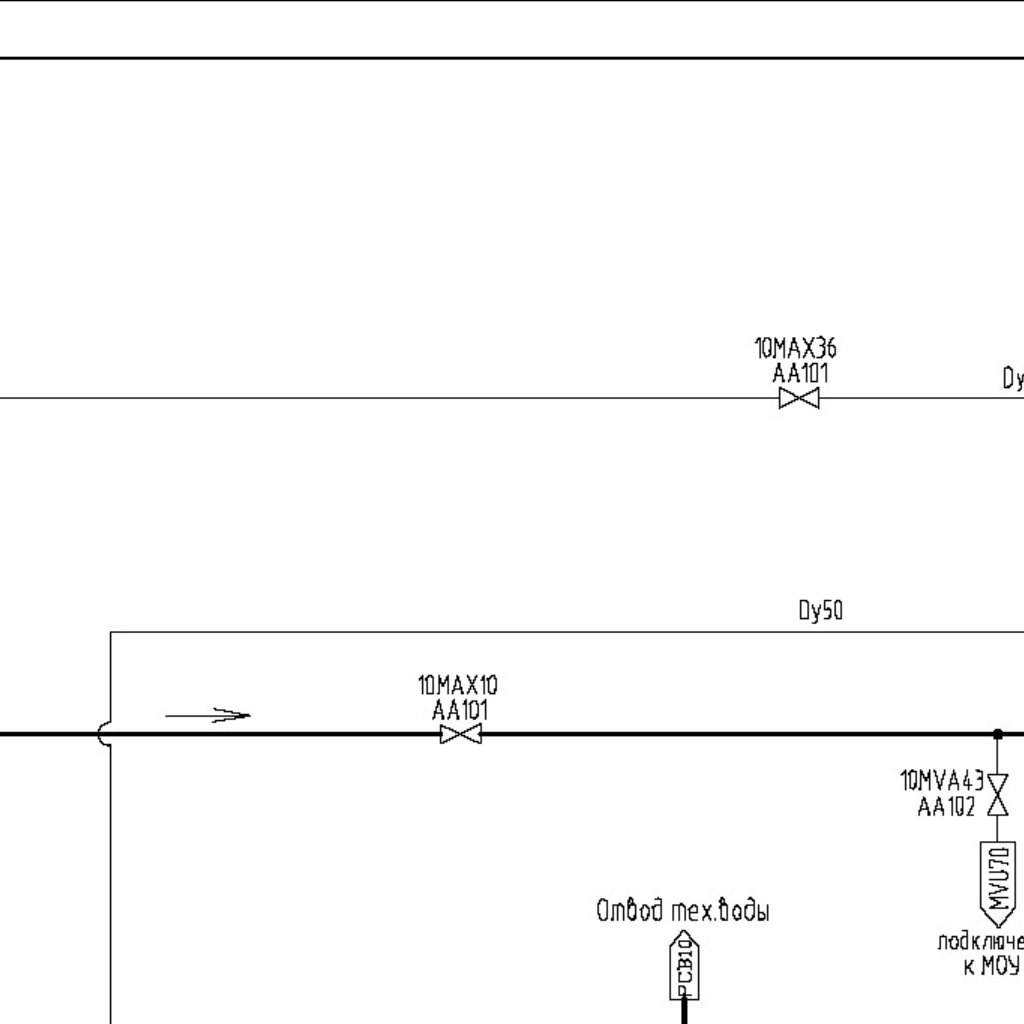 10MAX36
AA101
Dy
Dy50
10MAX10
AA101
10MVA43
AA102
MVU70
Отвод тех.воды
PCB10
подключе
к МОУ